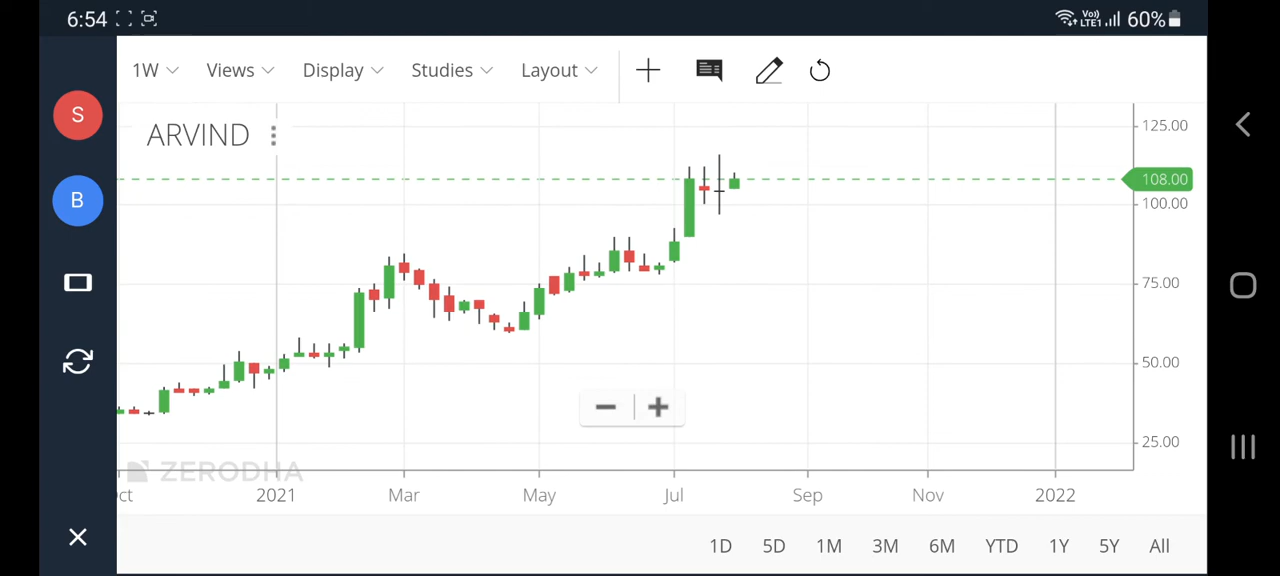 6:54
Vo)) LTE1 60%
1W Views Display Studies Layout
S
ARVIND
125.00
108.00
B
100.00
75.00
50.00
25.00
ZERODHA
ct 2021 Mar May Jul Sep Nov 2022
1D 5D 1M 3M 6M YTD 1Y 5Y All